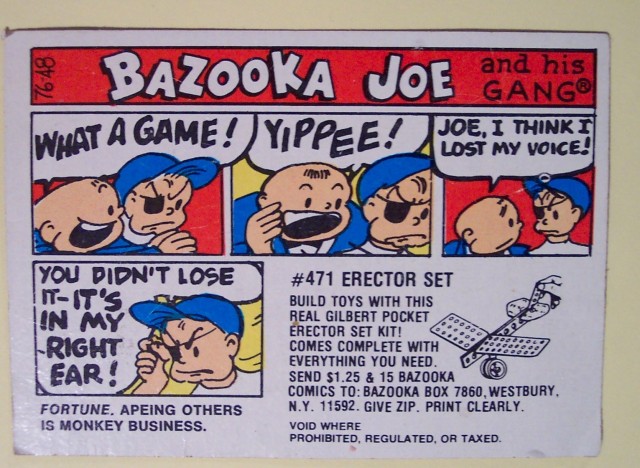 76-48
BAZOOKA JOE
and his
GANG®
WHAT A GAME!
YIPPEE!
JOE, I THINK I
LOST MY VOICE!
YOU DIDN'T LOSE
IT-IT'S
IN MY
RIGHT
EAR!
FORTUNE. APEING OTHERS
IS MONKEY BUSINESS.
#471 ERECTOR SET
BUILD TOYS WITH THIS
REAL GILBERT POCKET
ERECTOR SET KIT!
COMES COMPLETE WITH
EVERYTHING YOU NEED.
SEND $1.25 & 15 BAZOOKA
COMICS TO: BAZOOKA BOX 7860, WESTBURY,
N.Y. 11592. GIVE ZIP. PRINT CLEARLY.
VOID WHERE
PROHIBITED, REGULATED, OR TAXED.